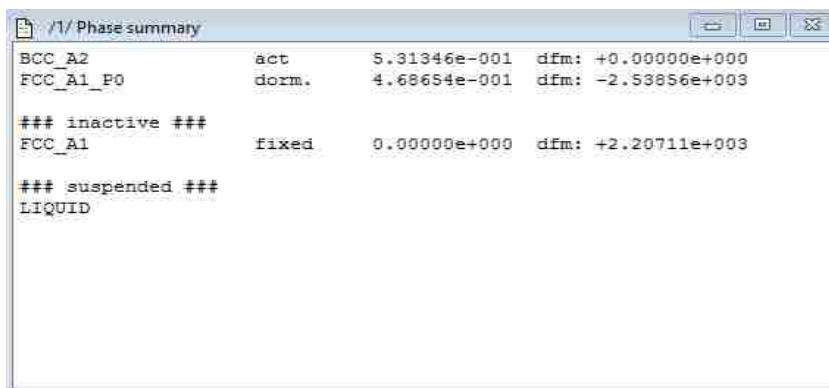 /1/ Phase summary
BCC_A2 act 5.31346e-001 dfm: +0.00000e+000
FCC_A1_P0 dorm. 4.68654e-001 dfm: -2.53856e+003
### inactive ###
FCC_A1 fixed 0.00000e+000 dfm: +2.20711e+003
### suspended ###
LIQUID